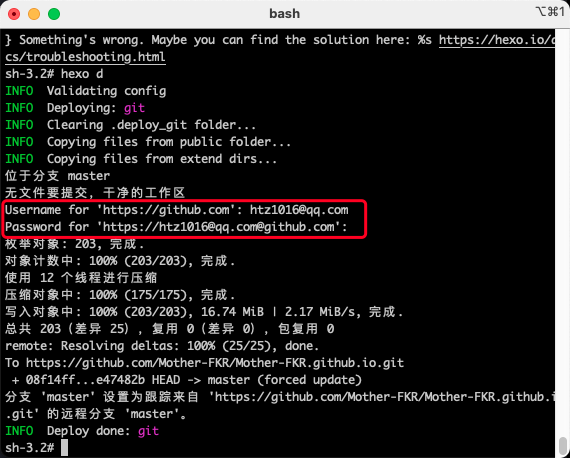 bash
⌥⌘1
} Something's wrong. Maybe you can find the solution here: %s https://hexo.io/do
cs/troubleshooting.html
sh-3.2# hexo d
INFO  Validating config
INFO  Deploying: git
INFO  Clearing .deploy_git folder...
INFO  Copying files from public folder...
INFO  Copying files from extend dirs...
位于分支 master
无文件要提交，干净的工作区
Username for 'https://github.com': htz1016@qq.com
Password for 'https://htz1016@qq.com@github.com':
枚举对象: 203, 完成.
对象计数中: 100% (203/203), 完成.
使用 12 个线程进行压缩
压缩对象中: 100% (175/175), 完成.
写入对象中: 100% (203/203), 16.74 MiB | 2.17 MiB/s, 完成.
总共 203（差异 25），复用 0（差异 0），包复用 0
remote: Resolving deltas: 100% (25/25), done.
To https://github.com/Mother-FKR/Mother-FKR.github.io.git
 + 08f14ff...e47482b HEAD -> master (forced update)
分支 'master' 设置为跟踪来自 'https://github.com/Mother-FKR/Mother-FKR.github.i
.git' 的远程分支 'master'。
INFO  Deploy done: git
sh-3.2#